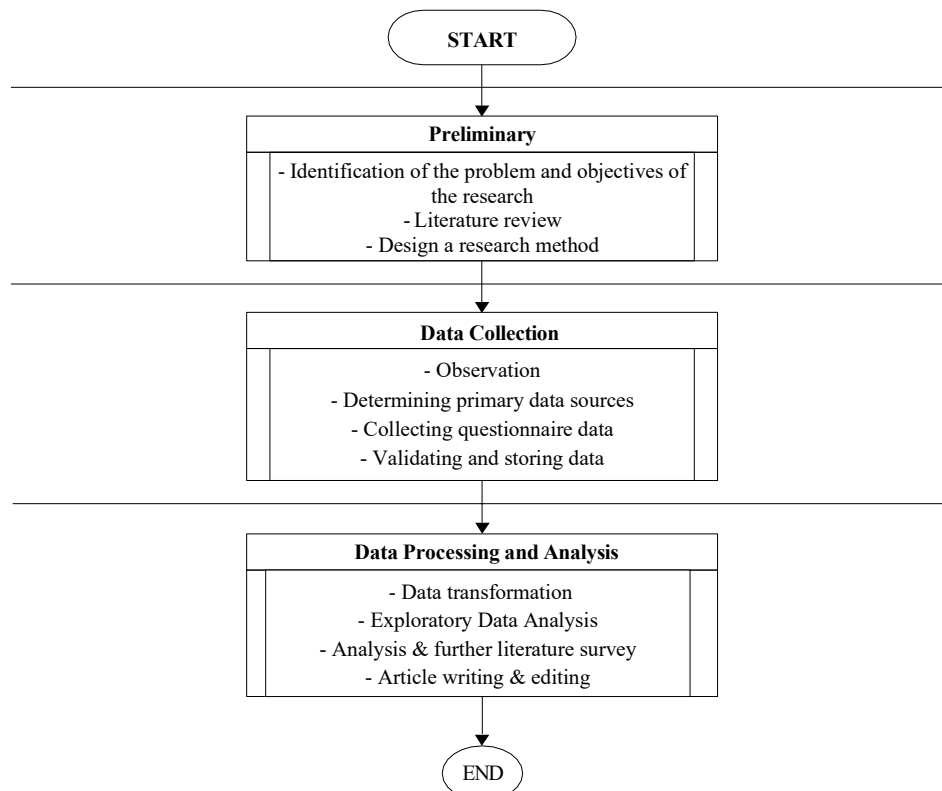 START
Preliminary
- Identification of the problem and objectives of
the research
- Literature review
- Design a research method
Data Collection
- Observation
- Determining primary data sources
- Collecting questionnaire data
- Validating and storing data
Data Processing and Analysis
- Data transformation
- Exploratory Data Analysis
- Analysis & further literature survey
- Article writing & editing
END